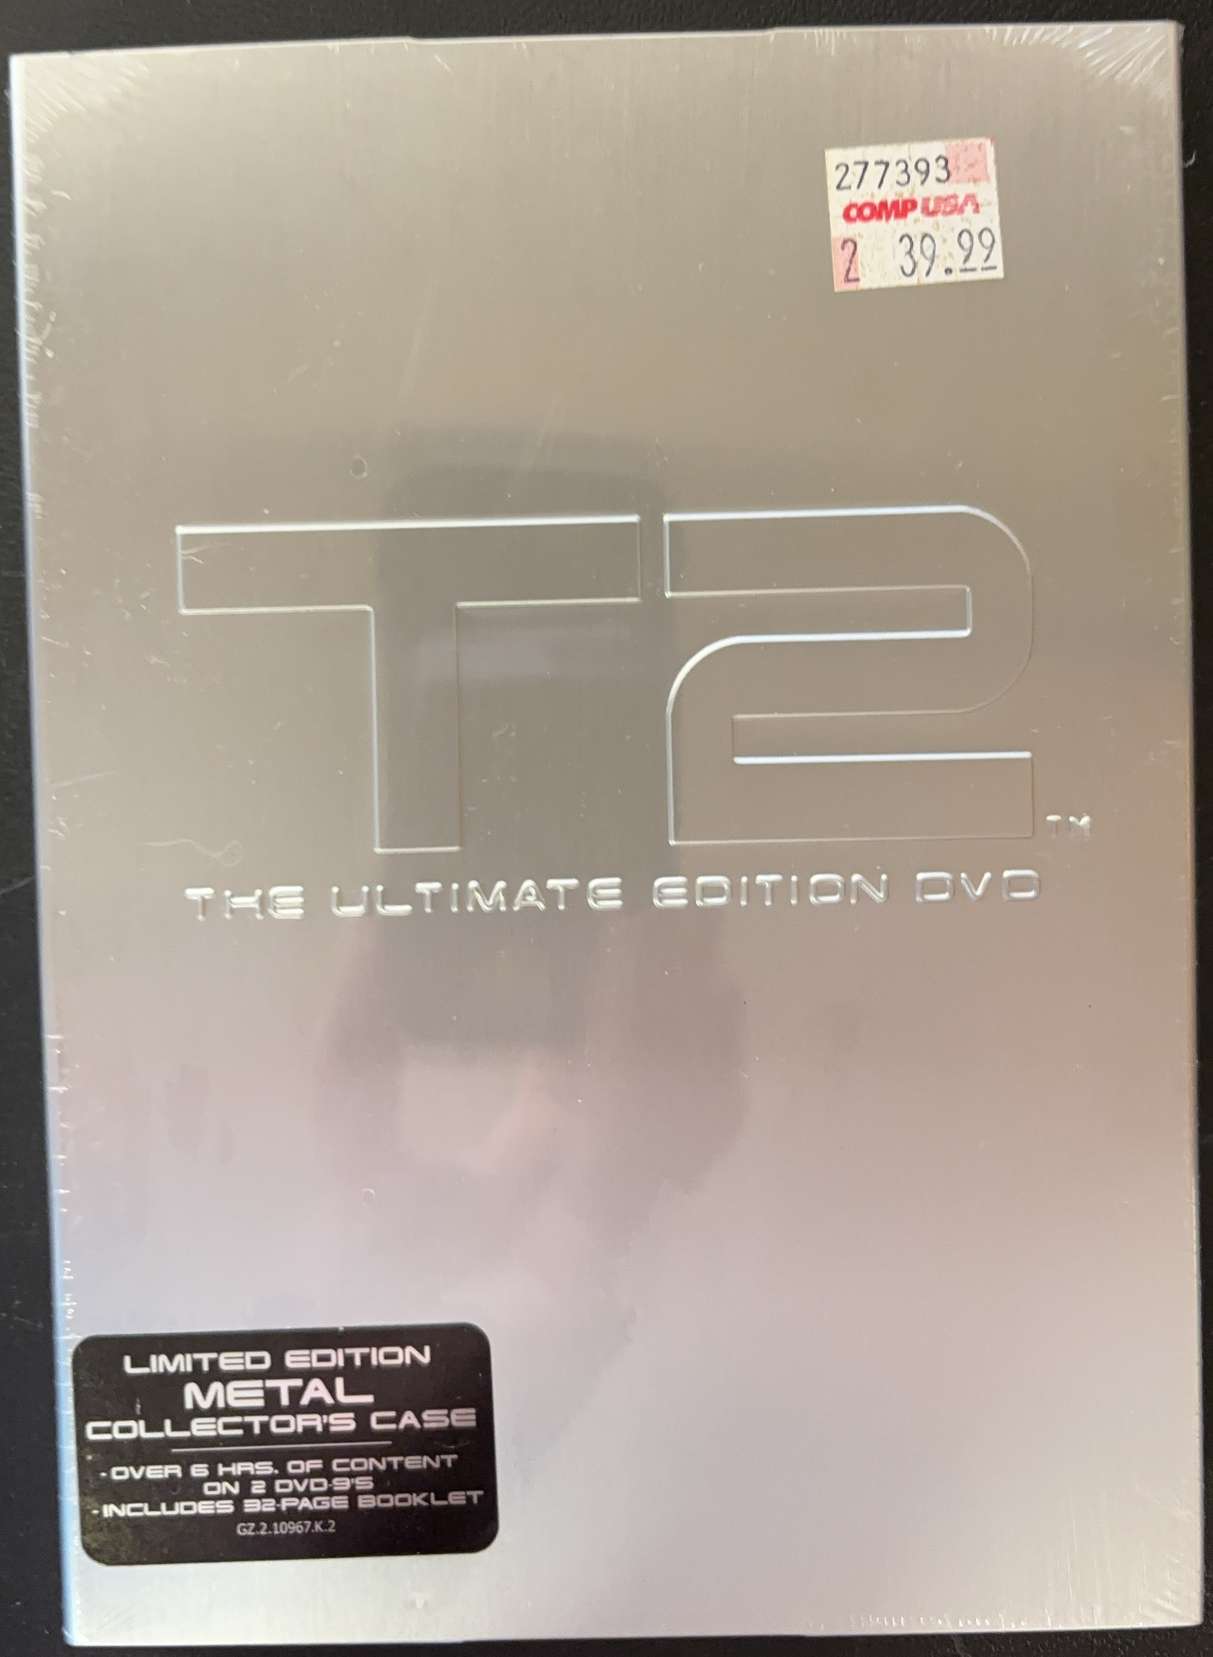 277393
COMP USA
2 39.99
T2
TM
THE ULTIMATE EDITION DVD
LIMITED EDITION
METAL
COLLECTOR'S CASE
-OVER 6 HRS. OF CONTENT
ON 2 DVD-9'S
-INCLUDES 32-PAGE BOOKLET
GZ.2.10967.K.2